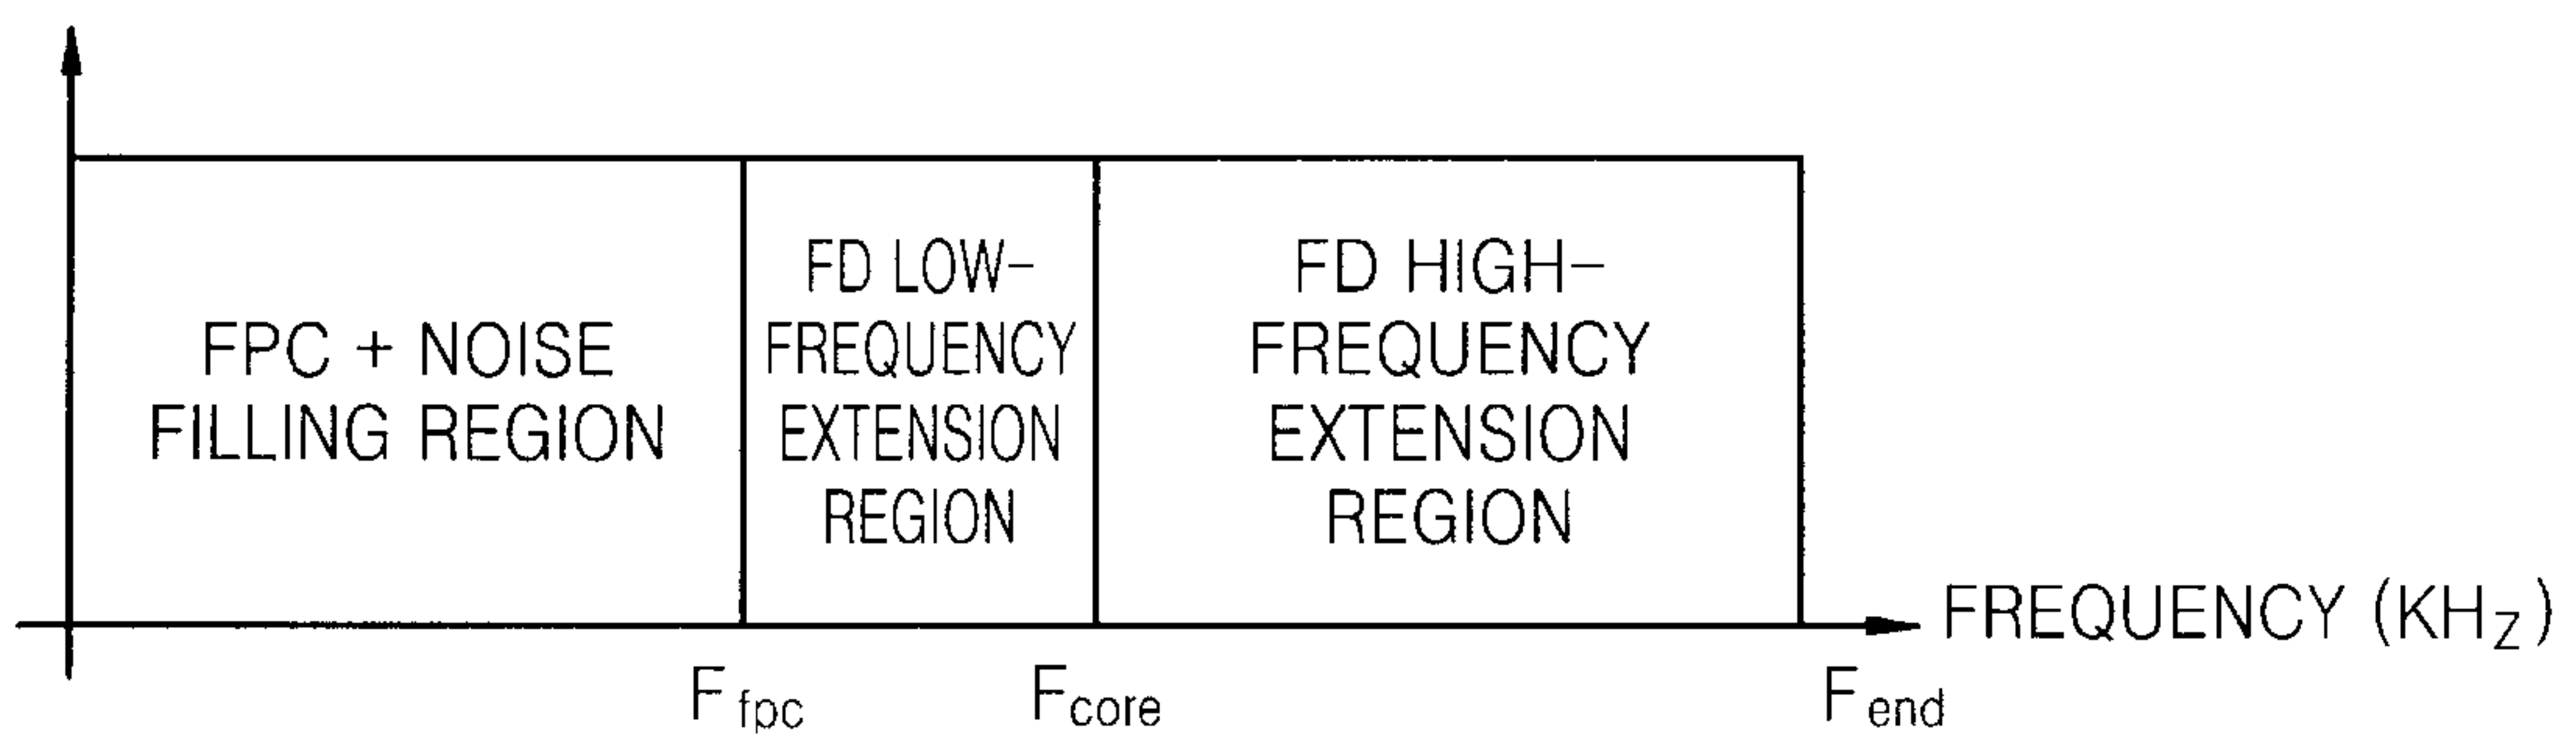 FPC + NOISE
FILLING REGION
FD LOW-
FREQUENCY
EXTENSION
REGION
FD HIGH-
FREQUENCY
EXTENSION
REGION
FREQUENCY (KHz)
Ffpc
Fcore
Fend